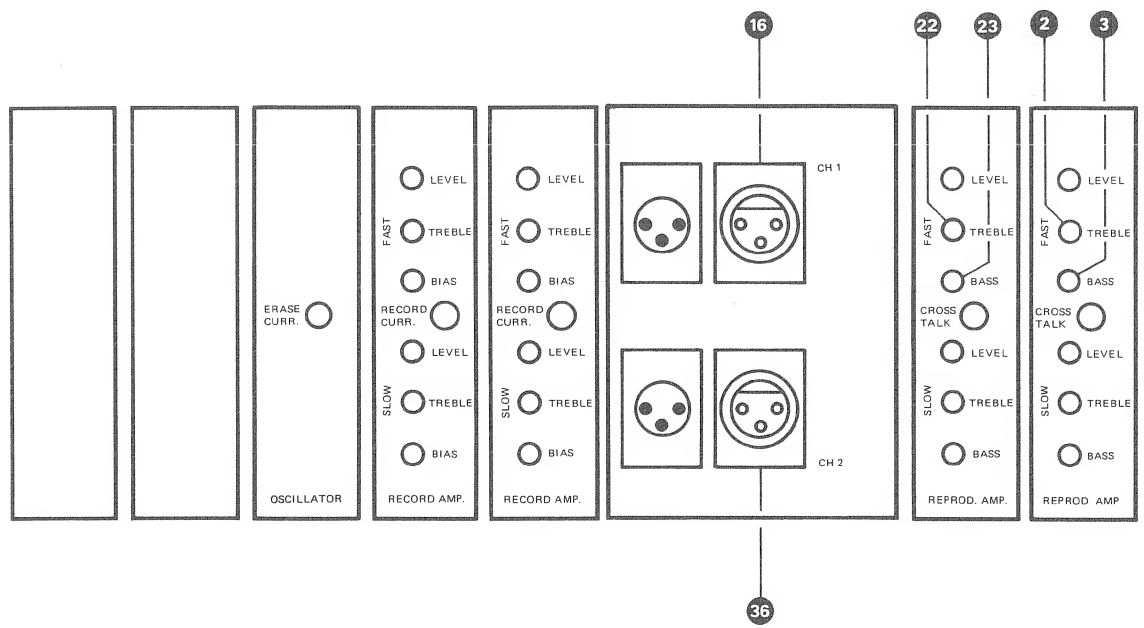 16
22
23
2
3
ERASE
CURR.
OSCILLATOR
LEVEL
FAST
TREBLE
BIAS
RECORD
CURR.
LEVEL
SLOW
TREBLE
BIAS
RECORD AMP.
LEVEL
FAST
TREBLE
BIAS
RECORD
CURR.
LEVEL
SLOW
TREBLE
BIAS
RECORD AMP.
CH 1
CH 2
LEVEL
FAST
TREBLE
BASS
CROSS
TALK
LEVEL
SLOW
TREBLE
BASS
REPROD. AMP.
LEVEL
FAST
TREBLE
BASS
CROSS
TALK
LEVEL
SLOW
TREBLE
BASS
REPROD AMP
36